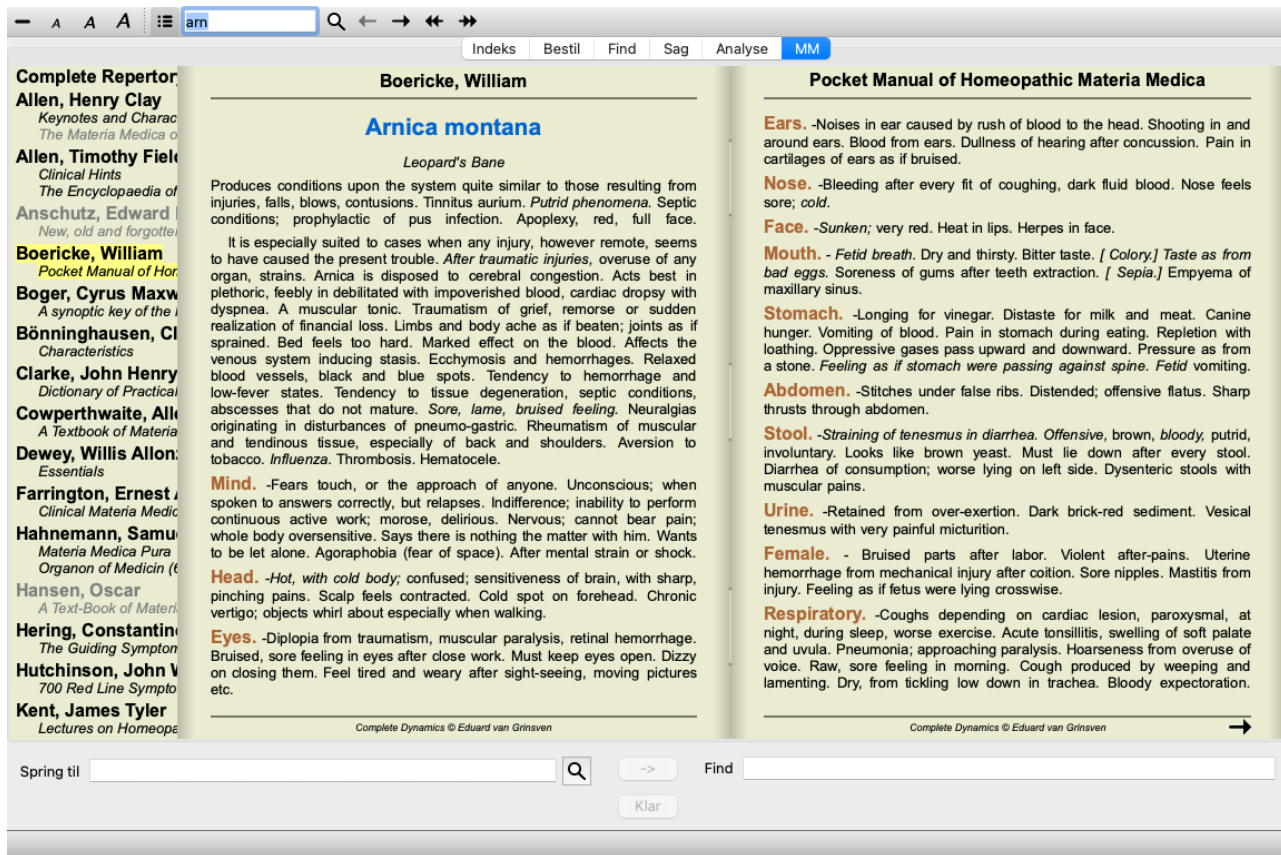 A A A arn
Indeks Bestil Find Sag Analyse MM
Complete Repertor
Allen, Henry Clay
Keynotes and Charac
The Materia Medica o
Allen, Timothy Field
Clinical Hints
The Encyclopaedia of
Anschutz, Edward
New, old and forgotte
Boericke, William
Pocket Manual of Hom
Boger, Cyrus Maxw
A synoptic key of the
Bönninghausen, Cl
Characteristics
Clarke, John Henry
Dictionary of Practical
Cowperthwaite, Alle
A Textbook of Materia
Dewey, Willis Allon
Essentials
Farrington, Ernest
Clinical Materia Medic
Hahnemann, Samu
Materia Medica Pura
Organon of Medicin (6
Hansen, Oscar
A Text-Book of Materi
Hering, Constantin
The Guiding Symptom
Hutchinson, John W
700 Red Line Sympto
Kent, James Tyler
Lectures on Homeopa
Boericke, William
Arnica montana
Leopard's Bane
Produces conditions upon the system quite similar to those resulting from
injuries, falls, blows, contusions. Tinnitus aurium. Putrid phenomena. Septic
conditions; prophylactic of pus infection. Apoplexy, red, full face.
It is especially suited to cases when any injury, however remote, seems
to have caused the present trouble. After traumatic injuries, overuse of any
organ, strains. Arnica is disposed to cerebral congestion. Acts best in
plethoric, feebly in debilitated with impoverished blood, cardiac dropsy with
dyspnea. A muscular tonic. Traumatism of grief, remorse or sudden
realization of financial loss. Limbs and body ache as if beaten; joints as if
sprained. Bed feels too hard. Marked effect on the blood. Affects the
venous system inducing stasis. Ecchymosis and hemorrhages. Relaxed
blood vessels, black and blue spots. Tendency to hemorrhage and
low-fever states. Tendency to tissue degeneration, septic conditions,
abscesses that do not mature. Sore, lame, bruised feeling. Neuralgias
originating in disturbances of pneumo-gastric. Rheumatism of muscular
and tendinous tissue, especially of back and shoulders. Aversion to
tobacco. Influenza. Thrombosis. Hematocele.
Mind. -Fears touch, or the approach of anyone. Unconscious; when
spoken to answers correctly, but relapses. Indifference; inability to perform
continuous active work; morose, delirious. Nervous; cannot bear pain;
whole body oversensitive. Says there is nothing the matter with him. Wants
to be let alone. Agoraphobia (fear of space). After mental strain or shock.
Head. -Hot, with cold body; confused; sensitiveness of brain, with sharp,
pinching pains. Scalp feels contracted. Cold spot on forehead. Chronic
vertigo; objects whirl about especially when walking.
Eyes. -Diplopia from traumatism, muscular paralysis, retinal hemorrhage.
Bruised, sore feeling in eyes after close work. Must keep eyes open. Dizzy
on closing them. Feel tired and weary after sight-seeing, moving pictures
etc.
Complete Dynamics © Eduard van Grinsven
Pocket Manual of Homeopathic Materia Medica
Ears. -Noises in ear caused by rush of blood to the head. Shooting in and
around ears. Blood from ears. Dullness of hearing after concussion. Pain in
cartilages of ears as if bruised.
Nose. -Bleeding after every fit of coughing, dark fluid blood. Nose feels
sore; cold.
Face. -Sunken; very red. Heat in lips. Herpes in face.
Mouth. - Fetid breath. Dry and thirsty. Bitter taste. [ Colory.] Taste as from
bad eggs. Soreness of gums after teeth extraction. [ Sepia.] Empyema of
maxillary sinus.
Stomach. -Longing for vinegar. Distaste for milk and meat. Canine
hunger. Vomiting of blood. Pain in stomach during eating. Repletion with
loathing. Oppressive gases pass upward and downward. Pressure as from
a stone. Feeling as if stomach were passing against spine. Fetid vomiting.
Abdomen. -Stitches under false ribs. Distended; offensive flatus. Sharp
thrusts through abdomen.
Stool. -Straining of tenesmus in diarrhea. Offensive, brown, bloody, putrid,
involuntary. Looks like brown yeast. Must lie down after every stool.
Diarrhea of consumption; worse lying on left side. Dysenteric stools with
muscular pains.
Urine. -Retained from over-exertion. Dark brick-red sediment. Vesical
tenesmus with very painful micturition.
Female. - Bruised parts after labor. Violent after-pains. Uterine
hemorrhage from mechanical injury after coition. Sore nipples. Mastitis from
injury. Feeling as if fetus were lying crosswise.
Respiratory. -Coughs depending on cardiac lesion, paroxysmal, at
night, during sleep, worse exercise. Acute tonsillitis, swelling of soft palate
and uvula. Pneumonia; approaching paralysis. Hoarseness from overuse of
voice. Raw, sore feeling in morning. Cough produced by weeping and
lamenting. Dry, from tickling low down in trachea. Bloody expectoration.
Complete Dynamics © Eduard van Grinsven
Spring til -> Find
Klar